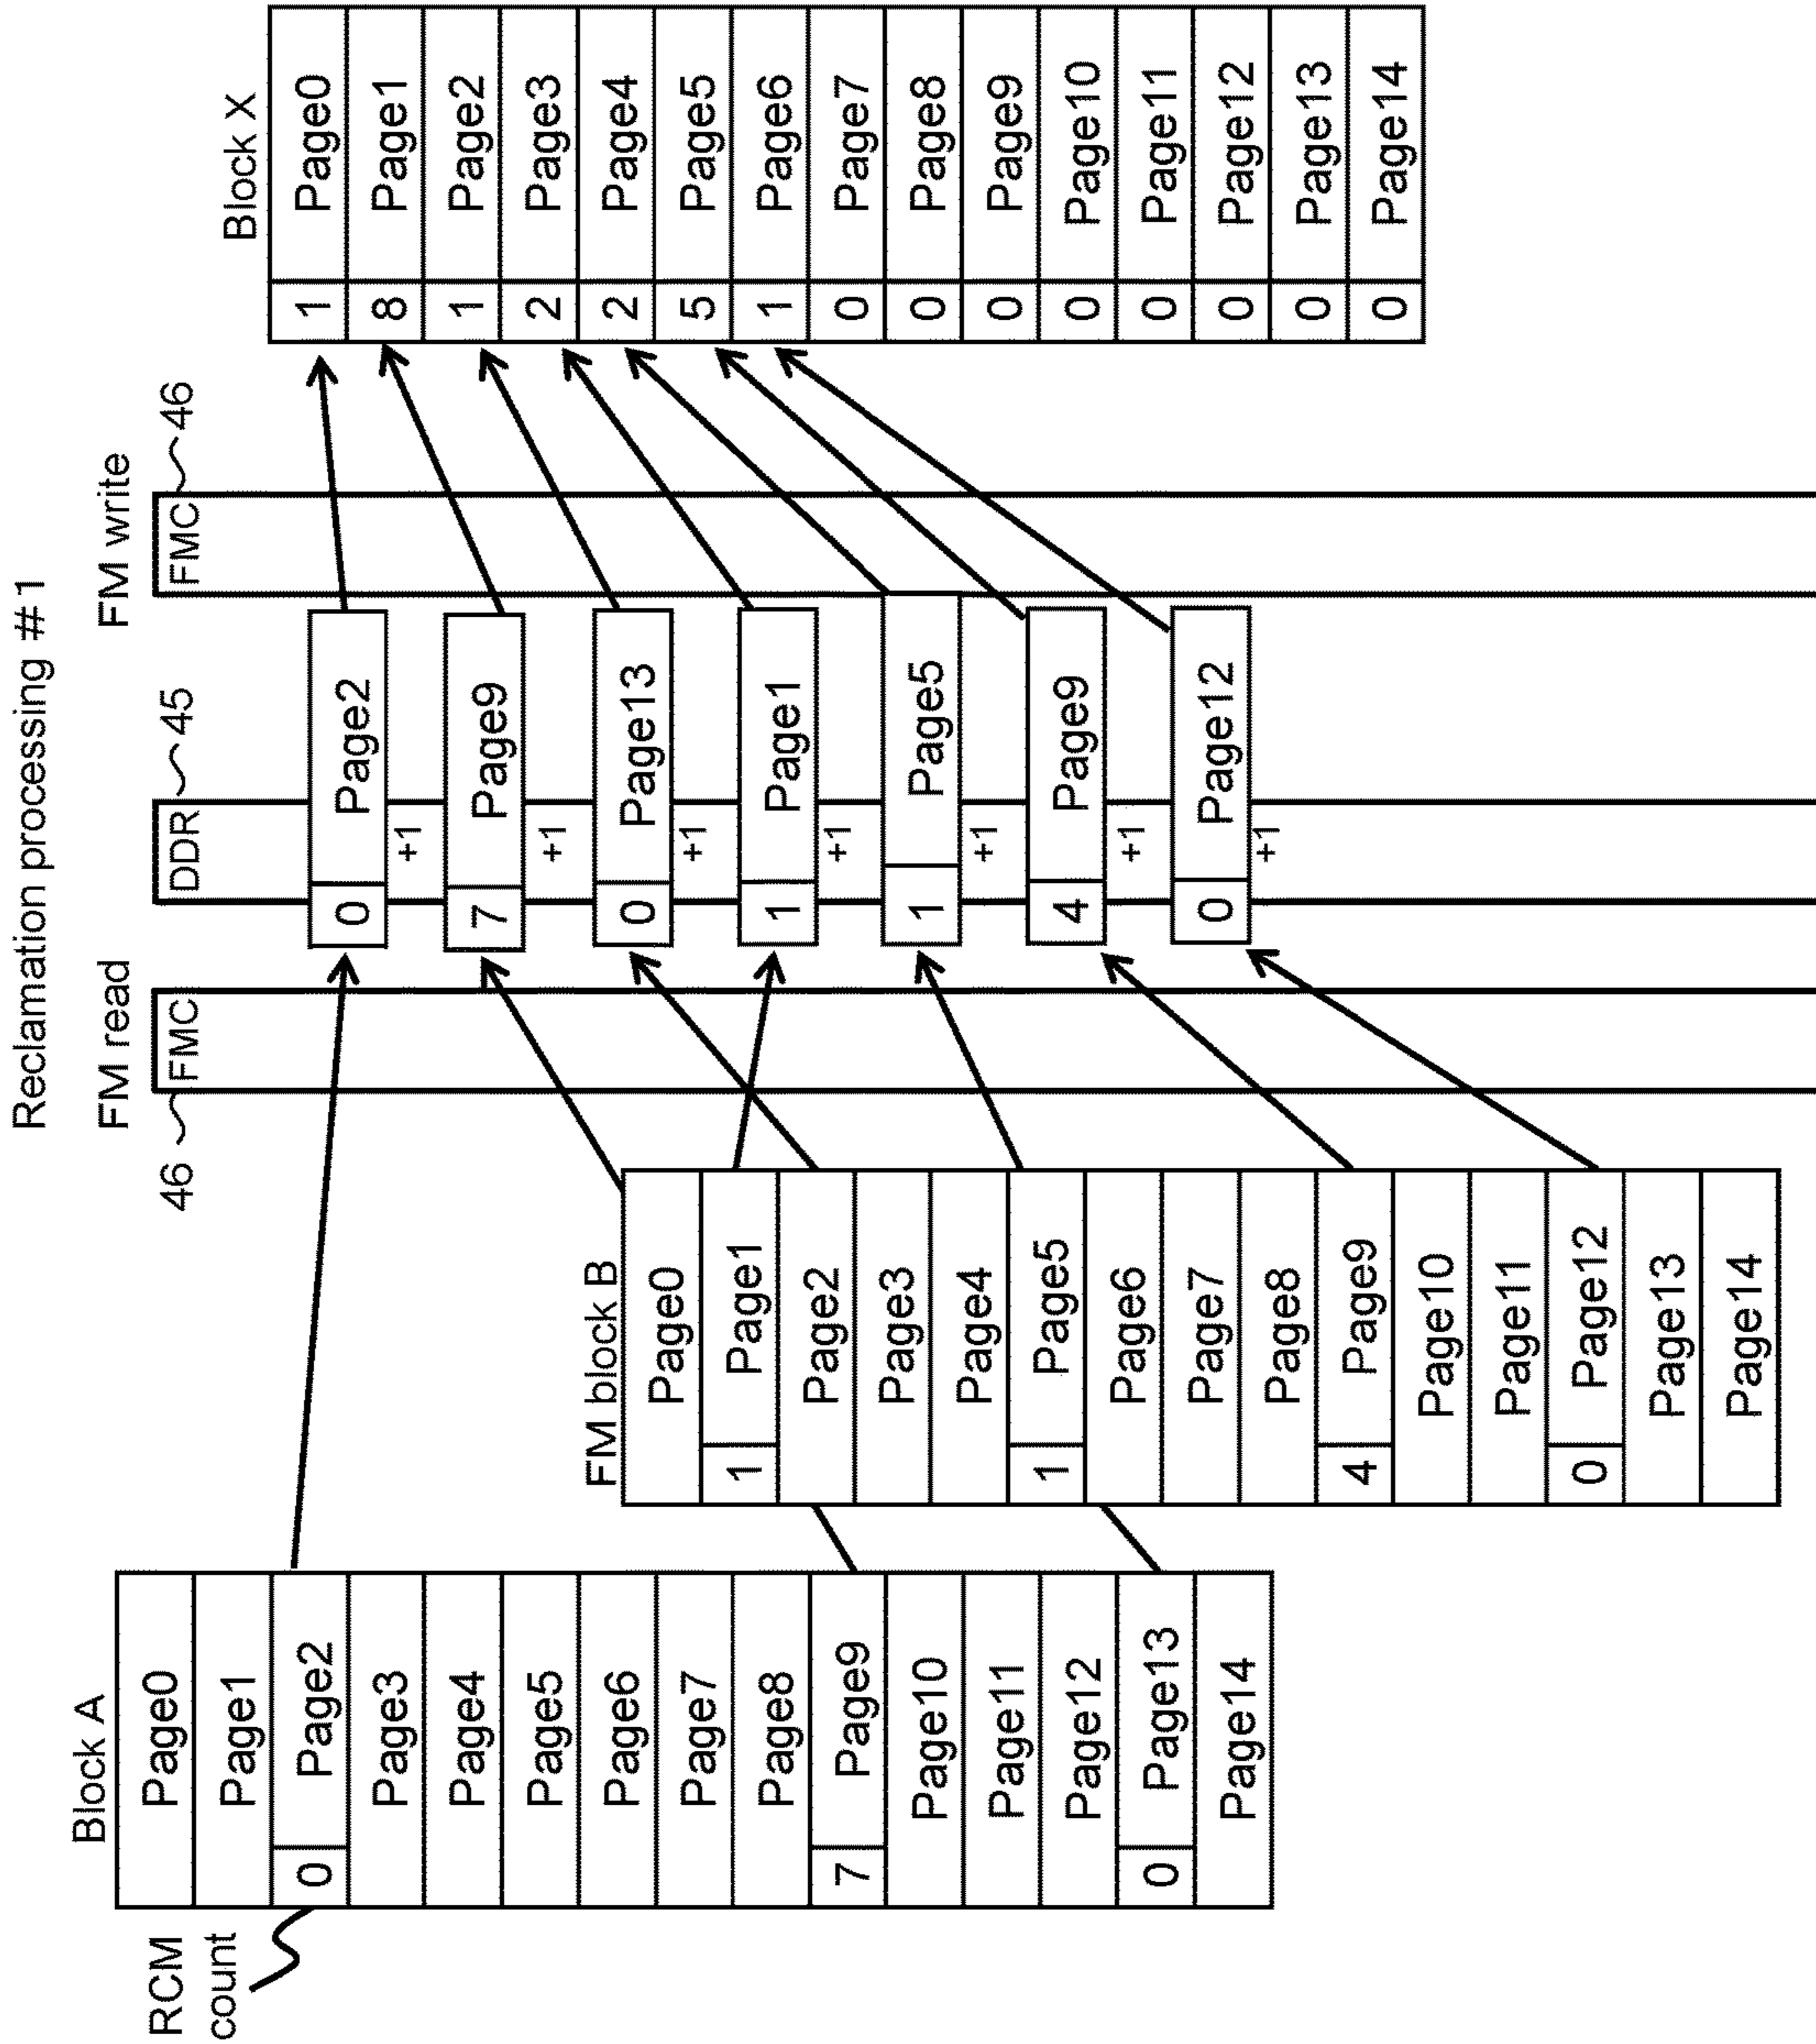 Reclamation processing #1
FM read
FM write
46
FMC
DDR
45
FMC
46
RCM
count
Block A
Page0
Page1
0 Page2
Page3
Page4
Page5
Page6
Page7
Page8
7 Page9
Page10
Page11
Page12
0 Page13
Page14
FM block B
Page0
1 Page1
Page2
Page3
Page4
1 Page5
Page6
Page7
Page8
4 Page9
Page10
Page11
0 Page12
Page13
Page14
0 Page2
+1
7 Page9
+1
0 Page13
+1
1 Page1
+1
1 Page5
+1
4 Page9
+1
0 Page12
+1
Block X
1 Page0
8 Page1
1 Page2
2 Page3
2 Page4
5 Page5
1 Page6
0 Page7
0 Page8
0 Page9
0 Page10
0 Page11
0 Page12
0 Page13
0 Page14